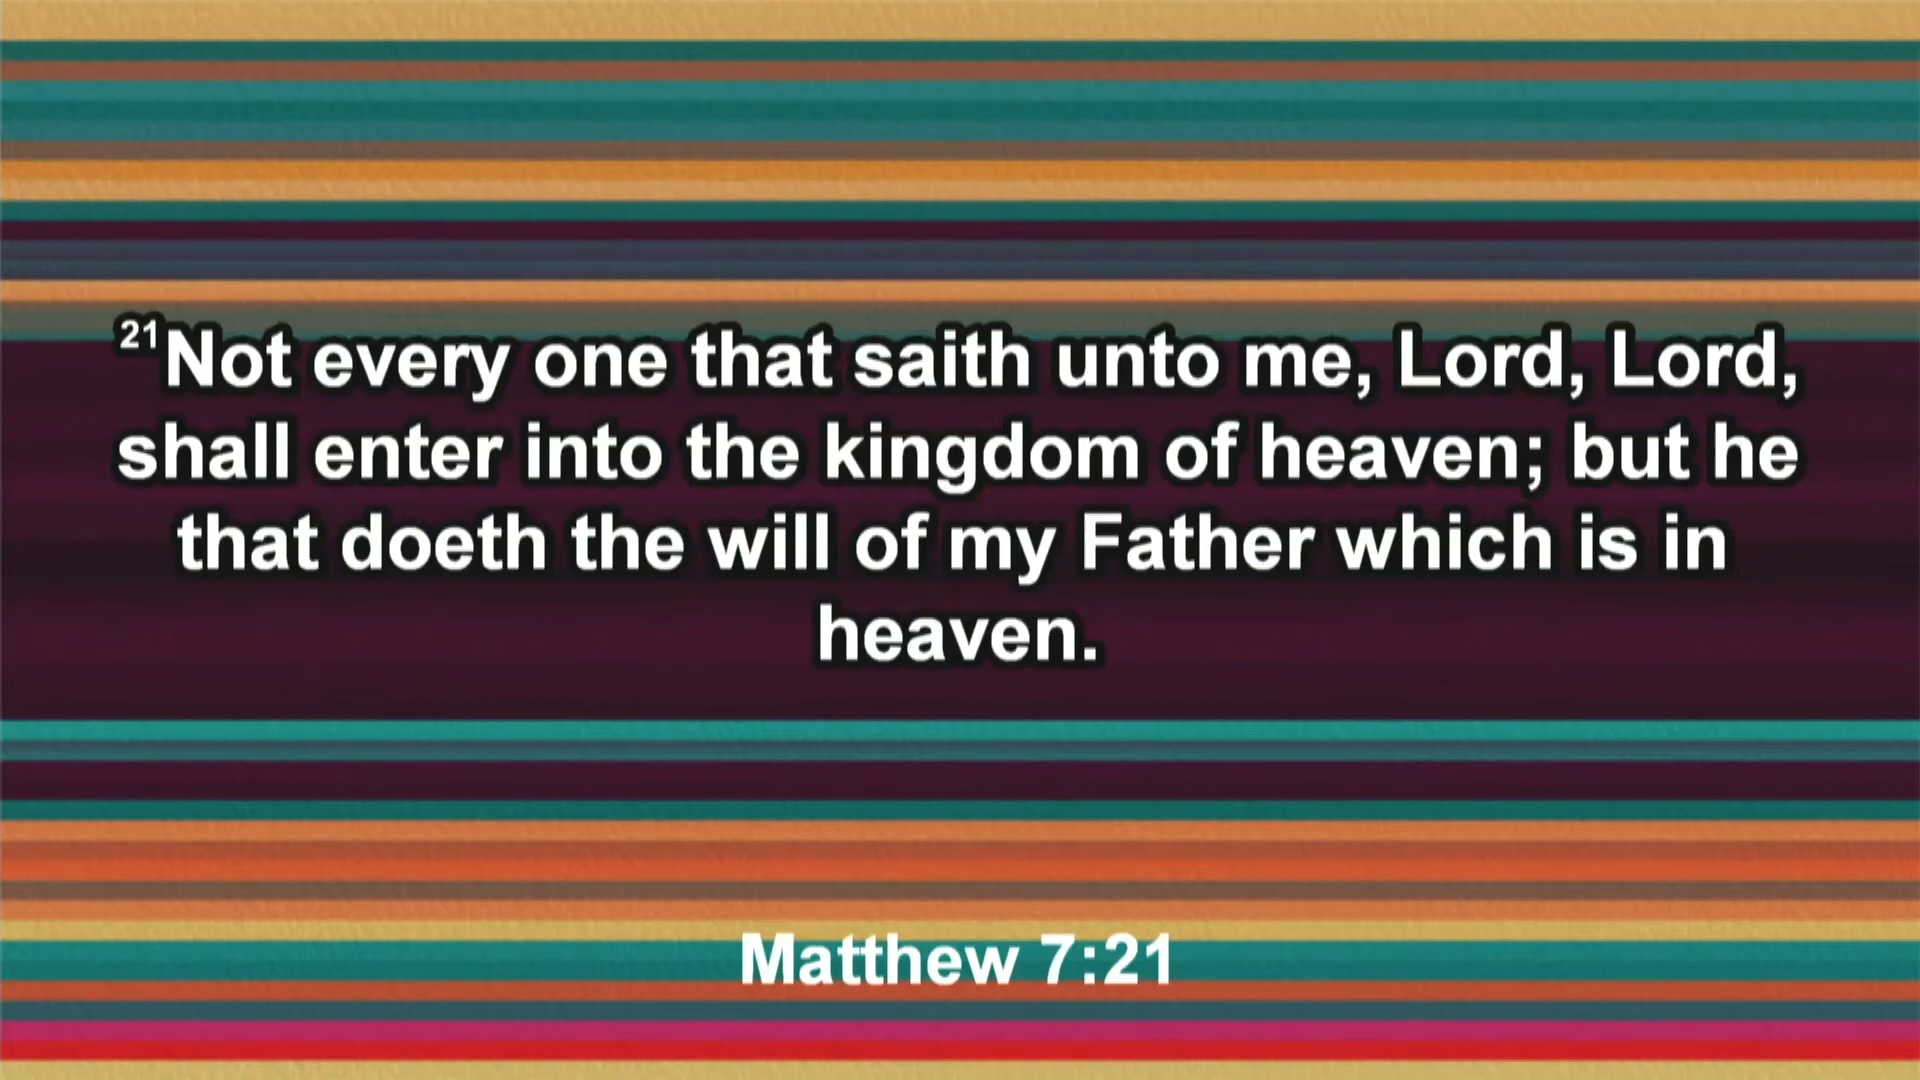 21Not every one that saith unto me, Lord, Lord,
shall enter into the kingdom of heaven; but he
that doeth the will of my Father which is in
heaven.
Matthew 7:21